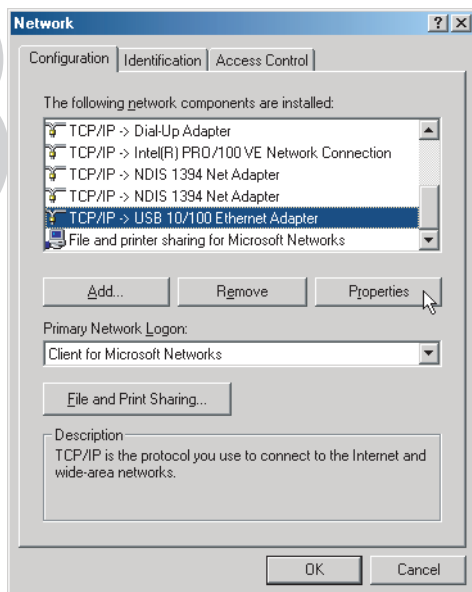 Network
Configuration Identification Access Control
The following network components are installed:
TCP/IP -> Dial-Up Adapter
TCP/IP -> Intel(R) PRO/100 VE Network Connection
TCP/IP -> NDIS 1394 Net Adapter
TCP/IP -> NDIS 1394 Net Adapter
TCP/IP -> USB 10/100 Ethernet Adapter
File and printer sharing for Microsoft Networks
Add... Remove Properties
Primary Network Logon:
Client for Microsoft Networks
File and Print Sharing...
Description
TCP/IP is the protocol you use to connect to the Internet and
wide-area networks.
OK Cancel